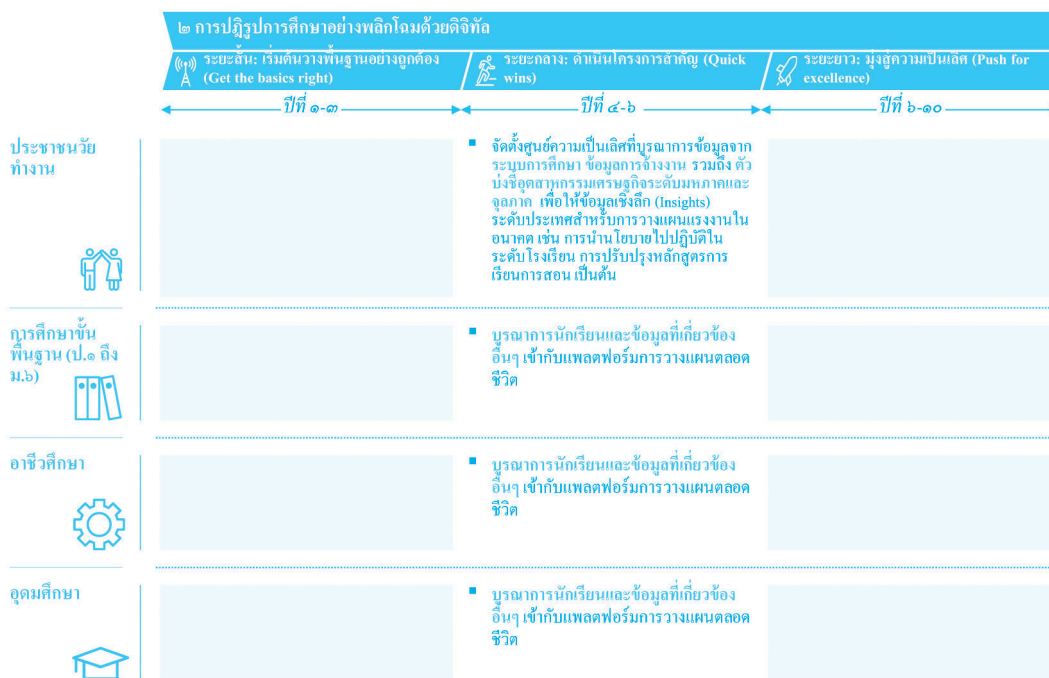 ๒ การปฏิรูปการศึกษาอย่างพลิกโฉมด้วยดิจิทัล
ระยะสั้น: เริ่มต้นวางพื้นฐานอย่างถูกต้อง
(Get the basics right)
ระยะกลาง: ดำเนินโครงการสำคัญ (Quick
wins)
ระยะยาว: มุ่งสู่ความเป็นเลิศ (Push for
excellence)
ปีที่ ๑-๓
ปีที่ ๔-๖
ปีที่ ๖-๑๐
ประชาชนวัย
ทำงาน
จัดตั้งศูนย์ความเป็นเลิศที่บูรณาการข้อมูลจาก
ระบบการศึกษา ข้อมูลการจ้างงาน รวมถึง ตัว
บ่งชี้อุตสาหกรรมเศรษฐกิจระดับมหภาคและ
จุลภาค เพื่อให้ข้อมูลเชิงลึก (Insights)
ระดับประเทศสำหรับการวางแผนแรงงานใน
อนาคต เช่น การนำนโยบายไปปฏิบัติใน
ระดับโรงเรียน การปรับปรุงหลักสูตรการ
เรียนการสอน เป็นต้น
การศึกษาขั้น
พื้นฐาน (ป.๑ ถึง
ม.๖)
บูรณาการนักเรียนและข้อมูลที่เกี่ยวข้อง
อื่นๆ เข้ากับแพลตฟอร์มการวางแผนตลอด
ชีวิต
อาชีวศึกษา
บูรณาการนักเรียนและข้อมูลที่เกี่ยวข้อง
อื่นๆ เข้ากับแพลตฟอร์มการวางแผนตลอด
ชีวิต
อุดมศึกษา
บูรณาการนักเรียนและข้อมูลที่เกี่ยวข้อง
อื่นๆ เข้ากับแพลตฟอร์มการวางแผนตลอด
ชีวิต